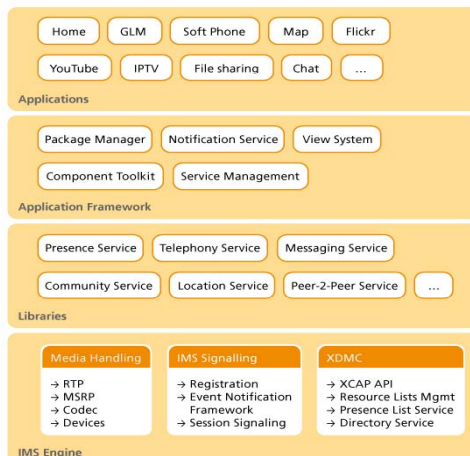 Home GLM Soft Phone Map Flickr
YouTube IPTV File sharing Chat ...
Applications
Package Manager Notification Service View System
Component Toolkit Service Management
Application Framework
Presence Service Telephony Service Messaging Service
Community Service Location Service Peer-2-Peer Service ...
Libraries
Media Handling
→ RTP
→ MSRP
→ Codec
→ Devices
IMS Signalling
→ Registration
→ Event Notification
Framework
→ Session Signaling
XDMC
→ XCAP API
→ Resource Lists Mgmt
→ Presence List Service
→ Directory Service
IMS Engine